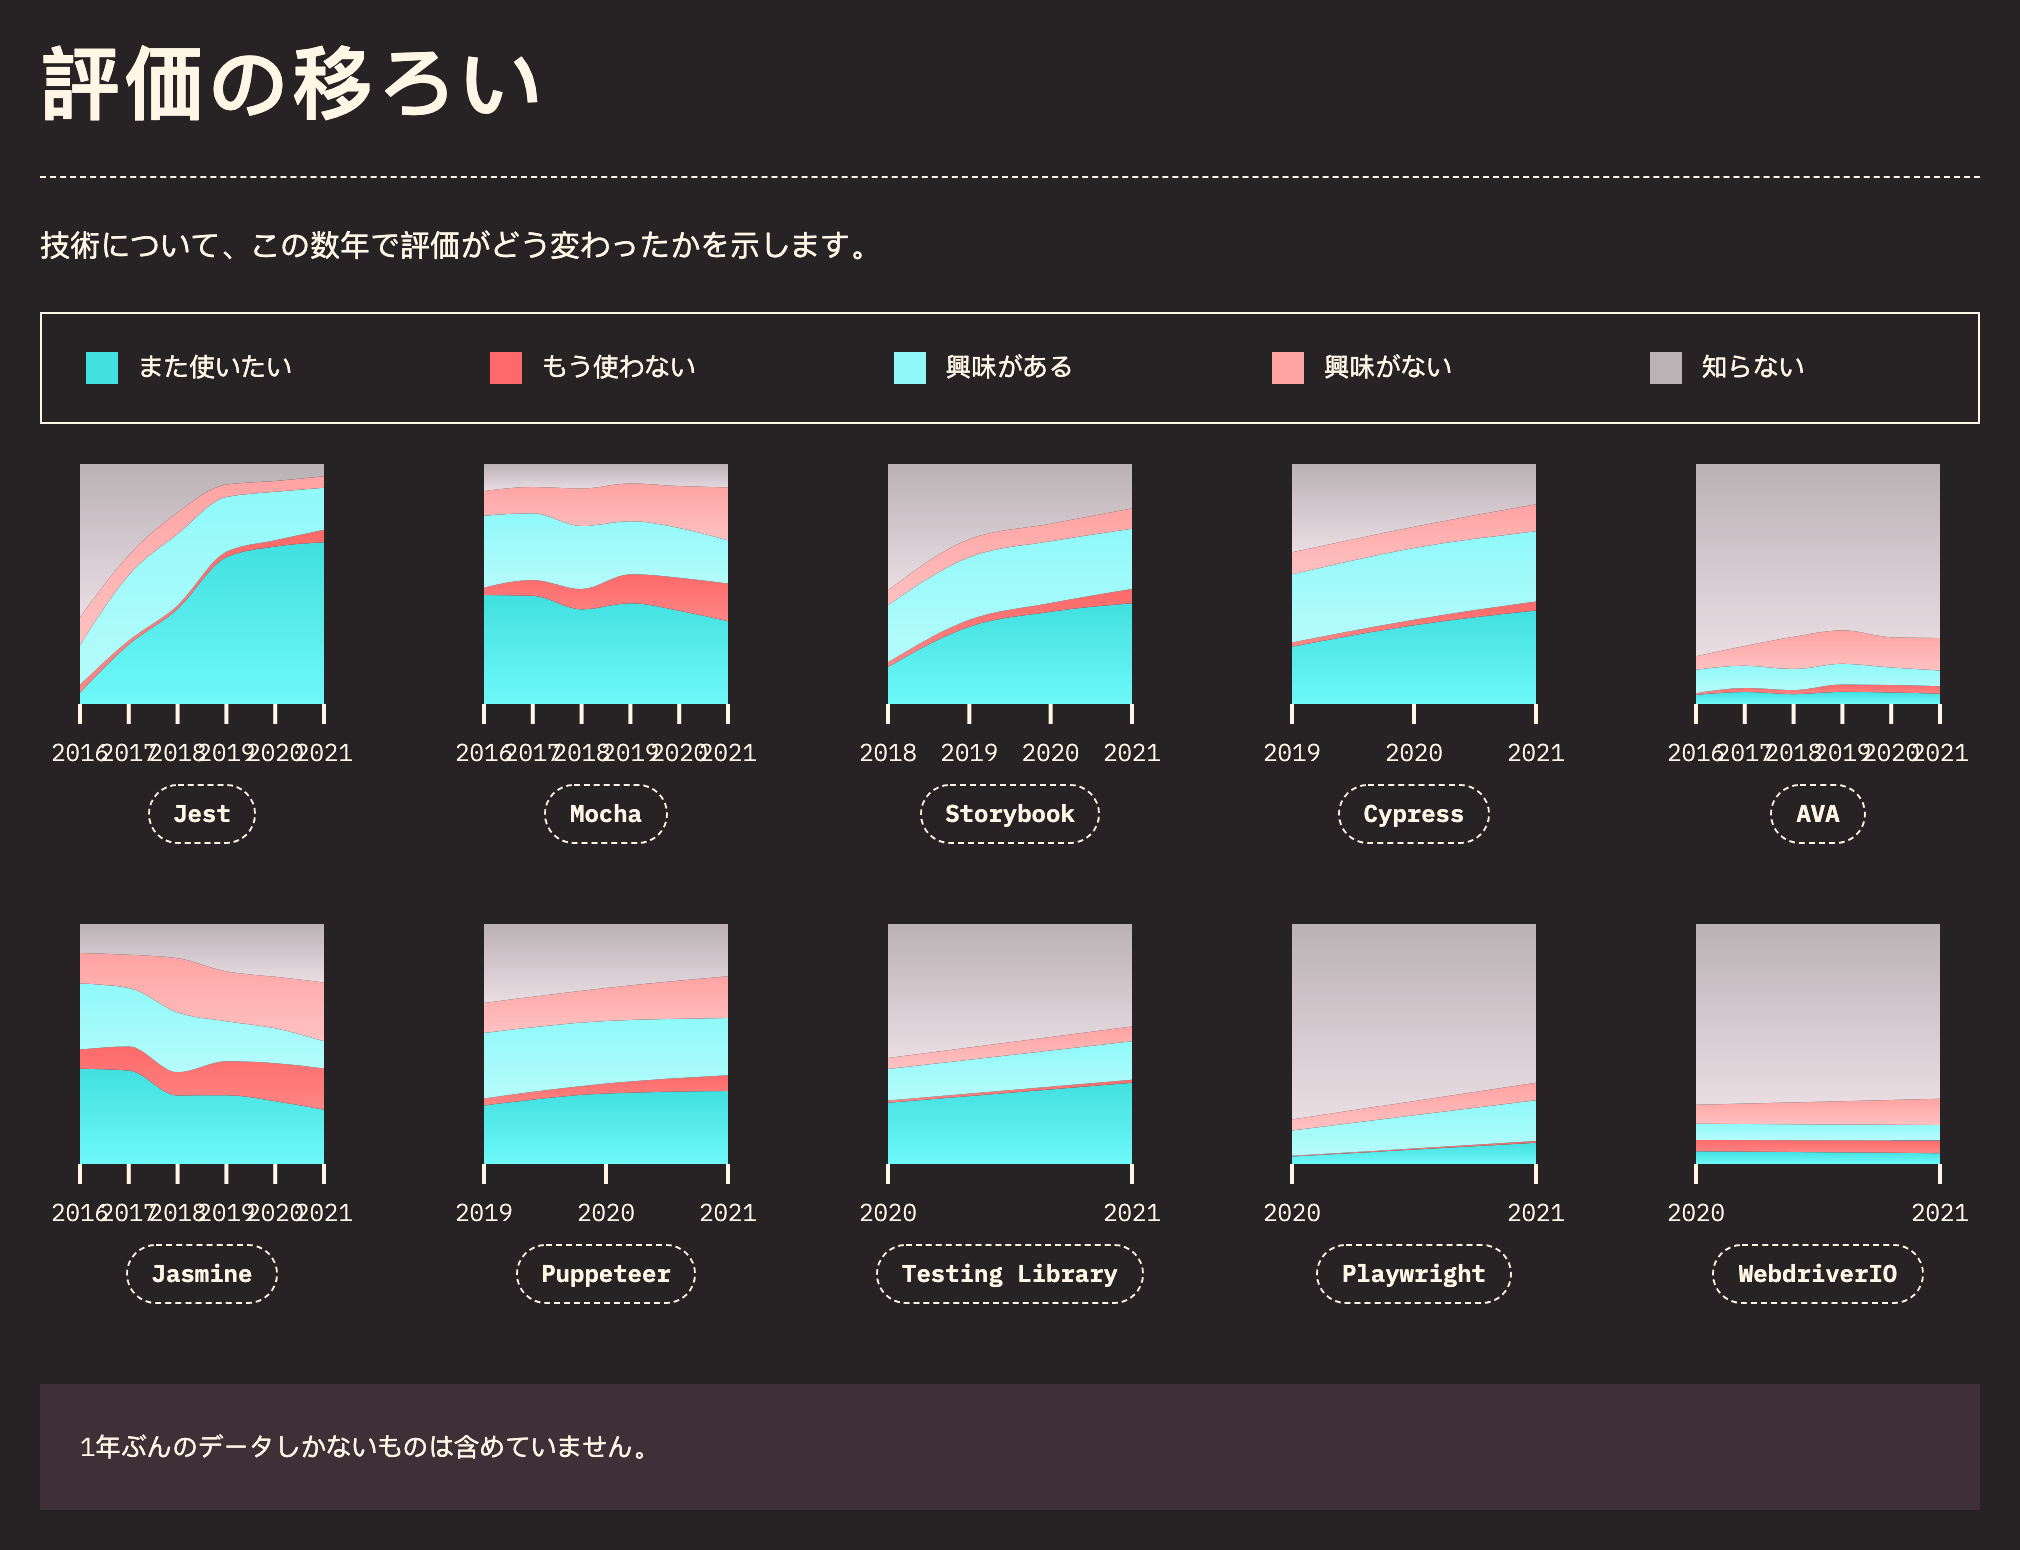 評価の移ろい
技術について、この数年で評価がどう変わったかを示します。
また使いたい もう使わない 興味がある 興味がない 知らない
2016 2017 2018 2019 2020 2021
Jest
2016 2017 2018 2019 2020 2021
Mocha
2018 2019 2020 2021
Storybook
2019 2020 2021
Cypress
2016 2017 2018 2019 2020 2021
AVA
2016 2017 2018 2019 2020 2021
Jasmine
2019 2020 2021
Puppeteer
2020 2021
Testing Library
2020 2021
Playwright
2020 2021
WebdriverIO
1年ぶんのデータしかないものは含めていません。